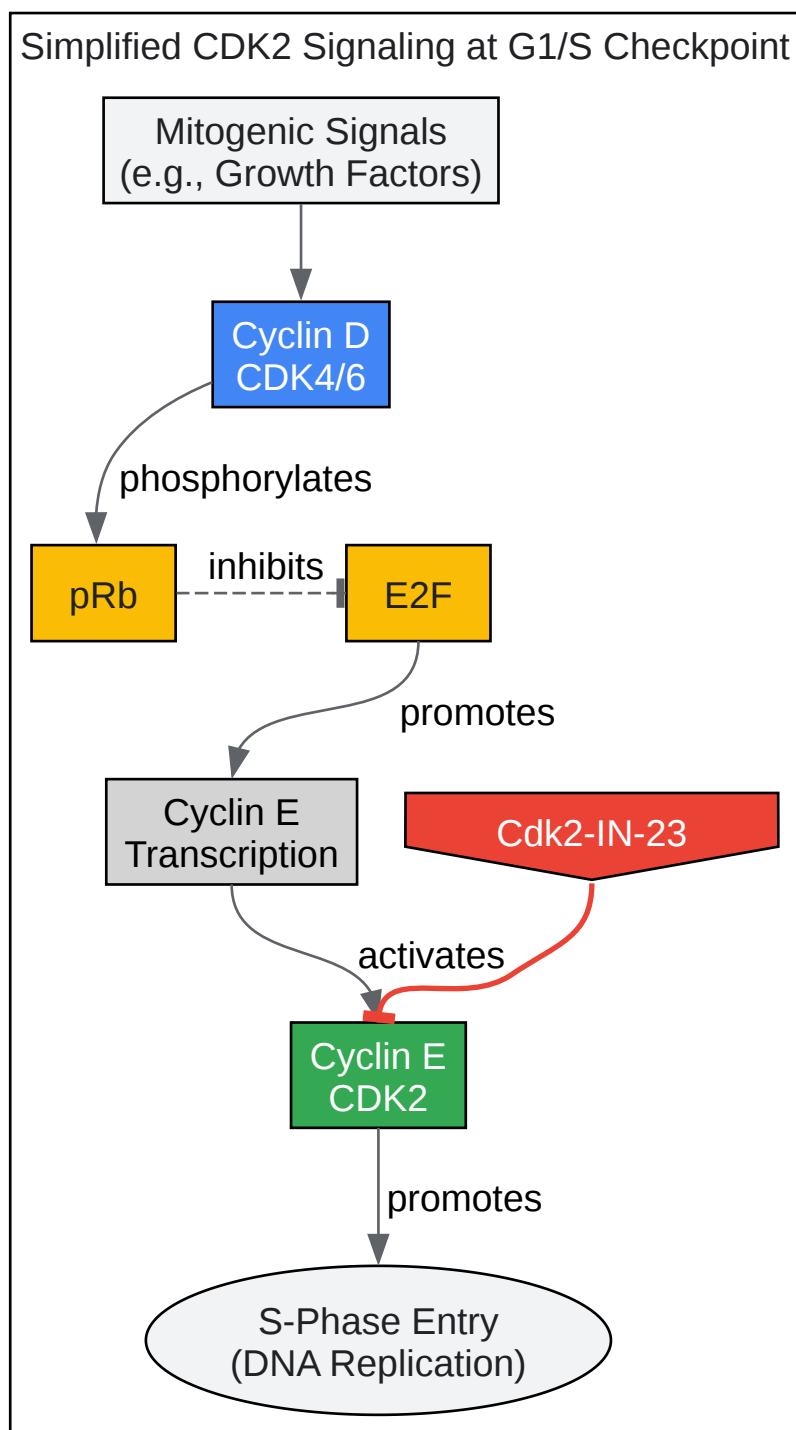 Simplified CDK2 Signaling at G1/S Checkpoint
Mitogenic Signals
(e.g., Growth Factors)
Cyclin D
CDK4/6
phosphorylates
pRb
inhibits
E2F
promotes
Cyclin E
Transcription
Cdk2-IN-23
activates
Cyclin E
CDK2
promotes
S-Phase Entry
(DNA Replication)